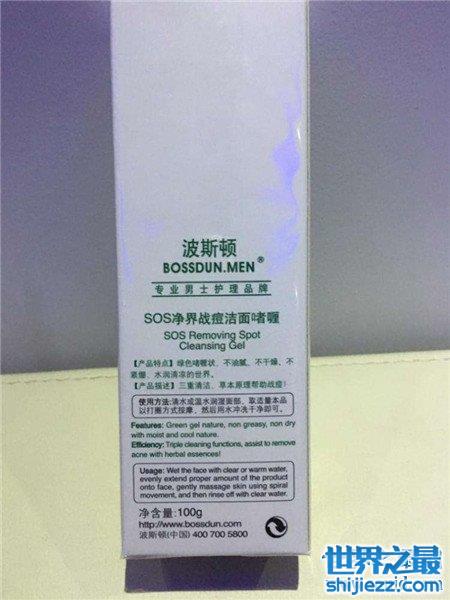 波斯顿
BOSSDUN.MEN®
专业男士护理品牌
SOS净界战痘洁面啫喱
SOS Removing Spot
Cleansing Gel
【产品特点】绿色啫喱状、不油腻、不干燥、不
紧绷、水润清凉的世界。
【产品描述】三重清洁、草本原理帮助战痘!
使用方法:清水或温水润湿面部、取适量本品
以打圈方式按摩，然后用水冲洗干净即可。
Features: Green gel nature, non greasy, non dry
with moist and cool nature.
Efficiency: Triple cleaning functions, assist to remove
acne with herbal essences!
Usage: Wet the face with clear or warm water,
evenly extend proper amount of the product
onto face, gently massage skin using spiral
movement, and then rinse off with clear water.
净含量:100g
http://www.bossdun.com
波斯顿(中国) 400 700 5800
世界之最
shijiezzi.com